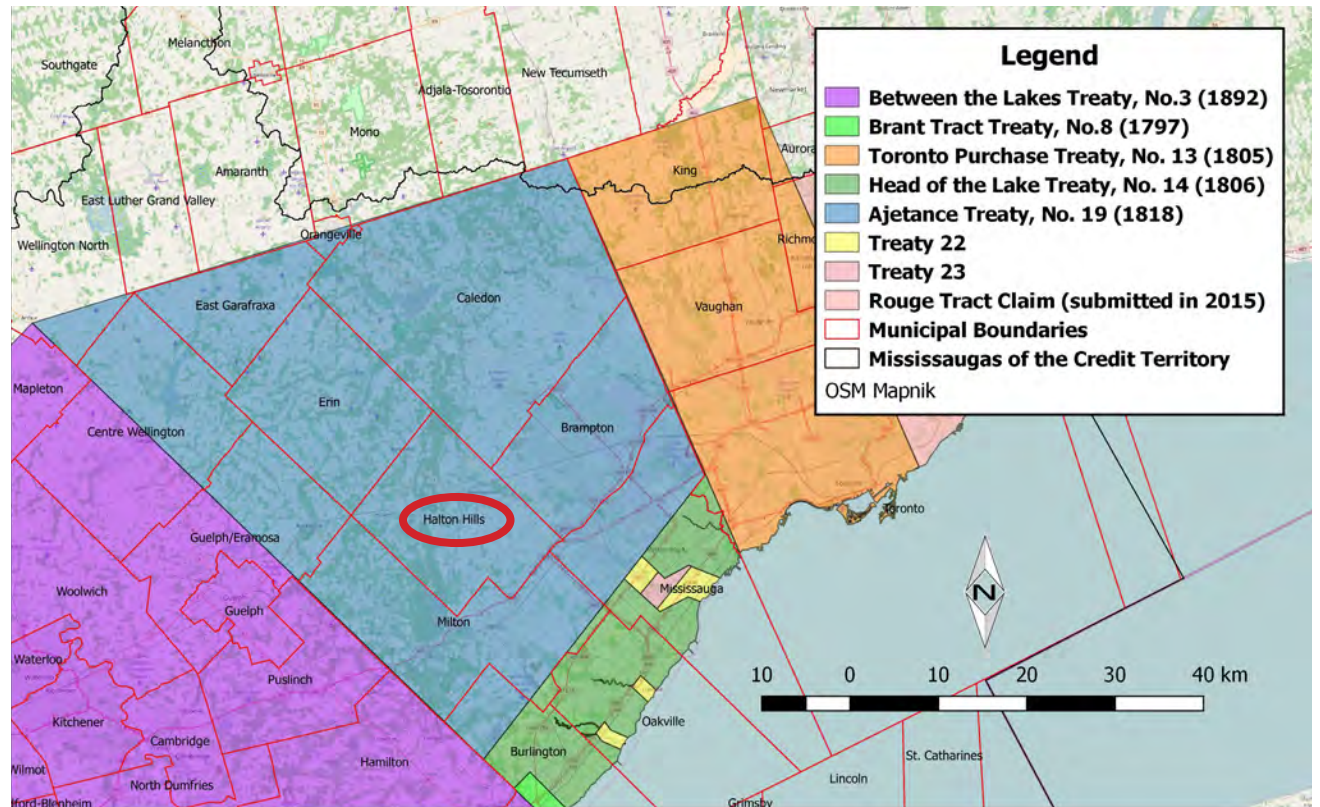 Legend
Between the Lakes Treaty, No.3 (1892)
Brant Tract Treaty, No.8 (1797)
Toronto Purchase Treaty, No. 13 (1805)
Head of the Lake Treaty, No. 14 (1806)
Ajetance Treaty, No. 19 (1818)
Treaty 22
Treaty 23
Rouge Tract Claim (submitted in 2015)
Municipal Boundaries
Mississaugas of the Credit Territory
OSM Mapnik
Melancthon
Southgate
New Tecumseth
Adjala-Tosorontio
Mono
Aurora
King
Amaranth
East Luther Grand Valley
Orangeville
Wellington North
Richm
East Garafraxa
Caledon
Vaughan
Mapleton
Erin
Centre Wellington
Brampton
Toronto
Halton Hills
Guelph/Eramosa
Woolwich
Mississauga
Guelph
N
Milton
Waterloo
Puslinch
10 0 10 20 30 40 km
Kitchener
Oakville
Cambridge
Burlington
St. Catharines
Hamilton
Wilmot
Lincoln
North Dumfries
dford-Blenheim
Grimsby